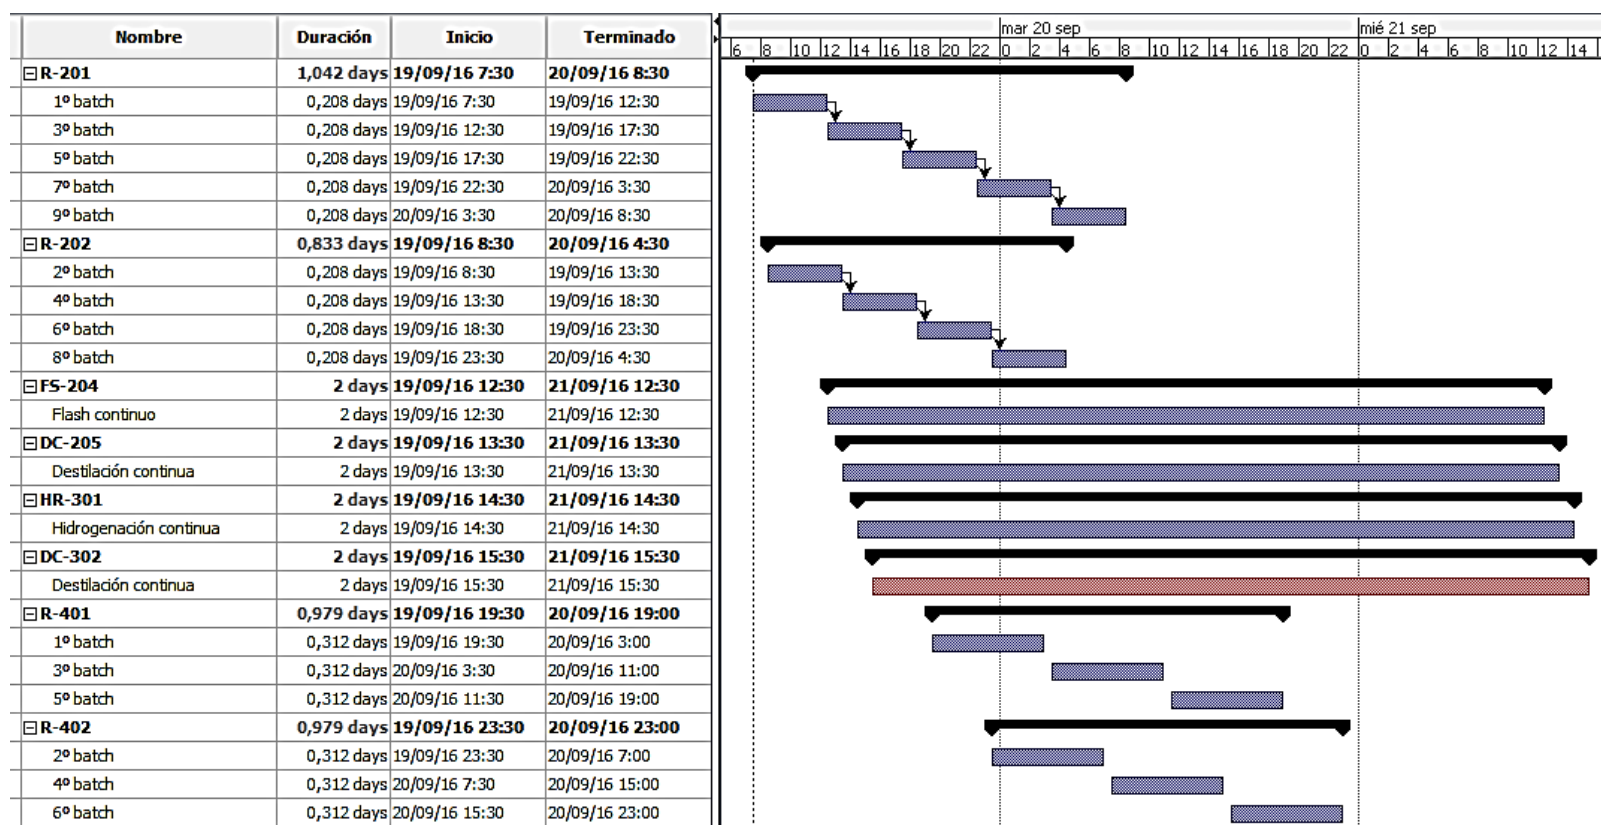 Nombre Duración Inicio Terminado
mar 20 sep mié 21 sep
6 8 10 12 14 16 18 20 22 0 2 4 6 8 10 12 14 16 18 20 22 0 2 4 6 8 10 12 14
R-201 1,042 days 19/09/16 7:30 20/09/16 8:30
1º batch 0,208 days 19/09/16 7:30 19/09/16 12:30
3º batch 0,208 days 19/09/16 12:30 19/09/16 17:30
5º batch 0,208 days 19/09/16 17:30 19/09/16 22:30
7º batch 0,208 days 19/09/16 22:30 20/09/16 3:30
9º batch 0,208 days 20/09/16 3:30 20/09/16 8:30
R-202 0,833 days 19/09/16 8:30 20/09/16 4:30
2º batch 0,208 days 19/09/16 8:30 19/09/16 13:30
4º batch 0,208 days 19/09/16 13:30 19/09/16 18:30
6º batch 0,208 days 19/09/16 18:30 19/09/16 23:30
8º batch 0,208 days 19/09/16 23:30 20/09/16 4:30
FS-204 2 days 19/09/16 12:30 21/09/16 12:30
Flash continuo 2 days 19/09/16 12:30 21/09/16 12:30
DC-205 2 days 19/09/16 13:30 21/09/16 13:30
Destilación continua 2 days 19/09/16 13:30 21/09/16 13:30
HR-301 2 days 19/09/16 14:30 21/09/16 14:30
Hidrogenación continua 2 days 19/09/16 14:30 21/09/16 14:30
DC-302 2 days 19/09/16 15:30 21/09/16 15:30
Destilación continua 2 days 19/09/16 15:30 21/09/16 15:30
R-401 0,979 days 19/09/16 19:30 20/09/16 19:00
1º batch 0,312 days 19/09/16 19:30 20/09/16 3:00
3º batch 0,312 days 20/09/16 3:30 20/09/16 11:00
5º batch 0,312 days 20/09/16 11:30 20/09/16 19:00
R-402 0,979 days 19/09/16 23:30 20/09/16 23:00
2º batch 0,312 days 19/09/16 23:30 20/09/16 7:00
4º batch 0,312 days 20/09/16 7:30 20/09/16 15:00
6º batch 0,312 days 20/09/16 15:30 20/09/16 23:00